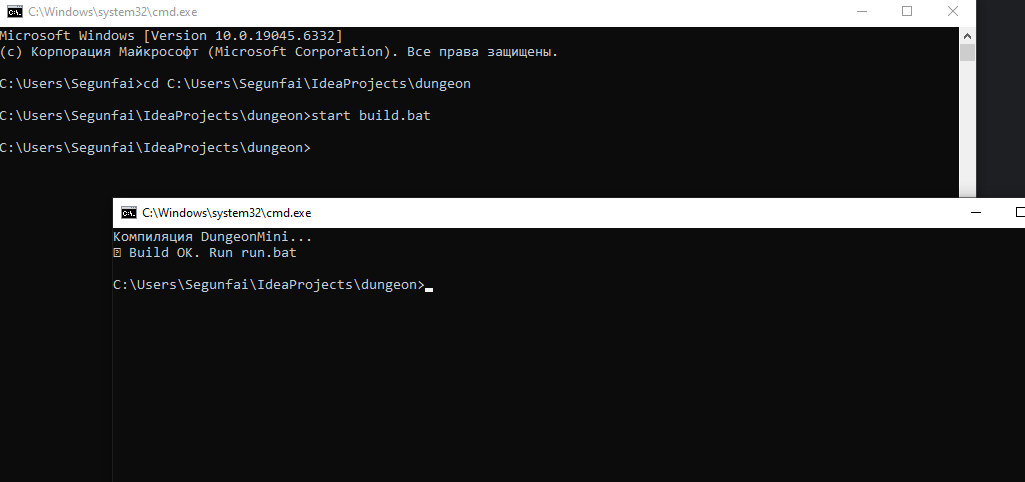 C:\Windows\system32\cmd.exe
Microsoft Windows [Version 10.0.19045.6332]
(c) Корпорация Майкрософт (Microsoft Corporation). Все права защищены.
C:\Users\Segunfai>cd C:\Users\Segunfai\IdeaProjects\dungeon
C:\Users\Segunfai\IdeaProjects\dungeon>start build.bat
C:\Users\Segunfai\IdeaProjects\dungeon>
C:\Windows\system32\cmd.exe
Компиляция DungeonMini...
Build OK. Run run.bat
C:\Users\Segunfai\IdeaProjects\dungeon>